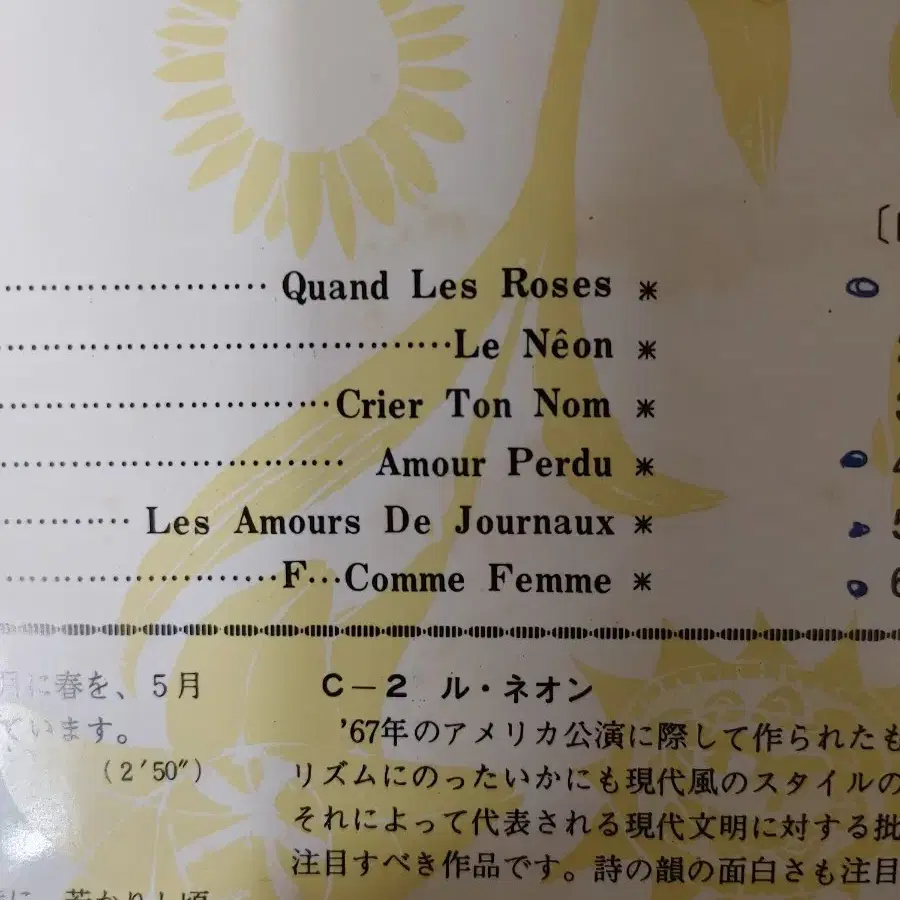 Quand Les Roses ＊
Le Nêon ＊
Crier Ton Nom ＊
Amour Perdu ＊
Les Amours De Journaux ＊
F…Comme Femme ＊
月に春を、5月
ています。
(2′50″)
C－2 ル・ネオン
'67年のアメリカ公演に際して作られたも
リズムにのったいかにも現代風のスタイルの
それによって代表される現代文明に対する批
注目すべき作品です。詩の韻の面白さも注目